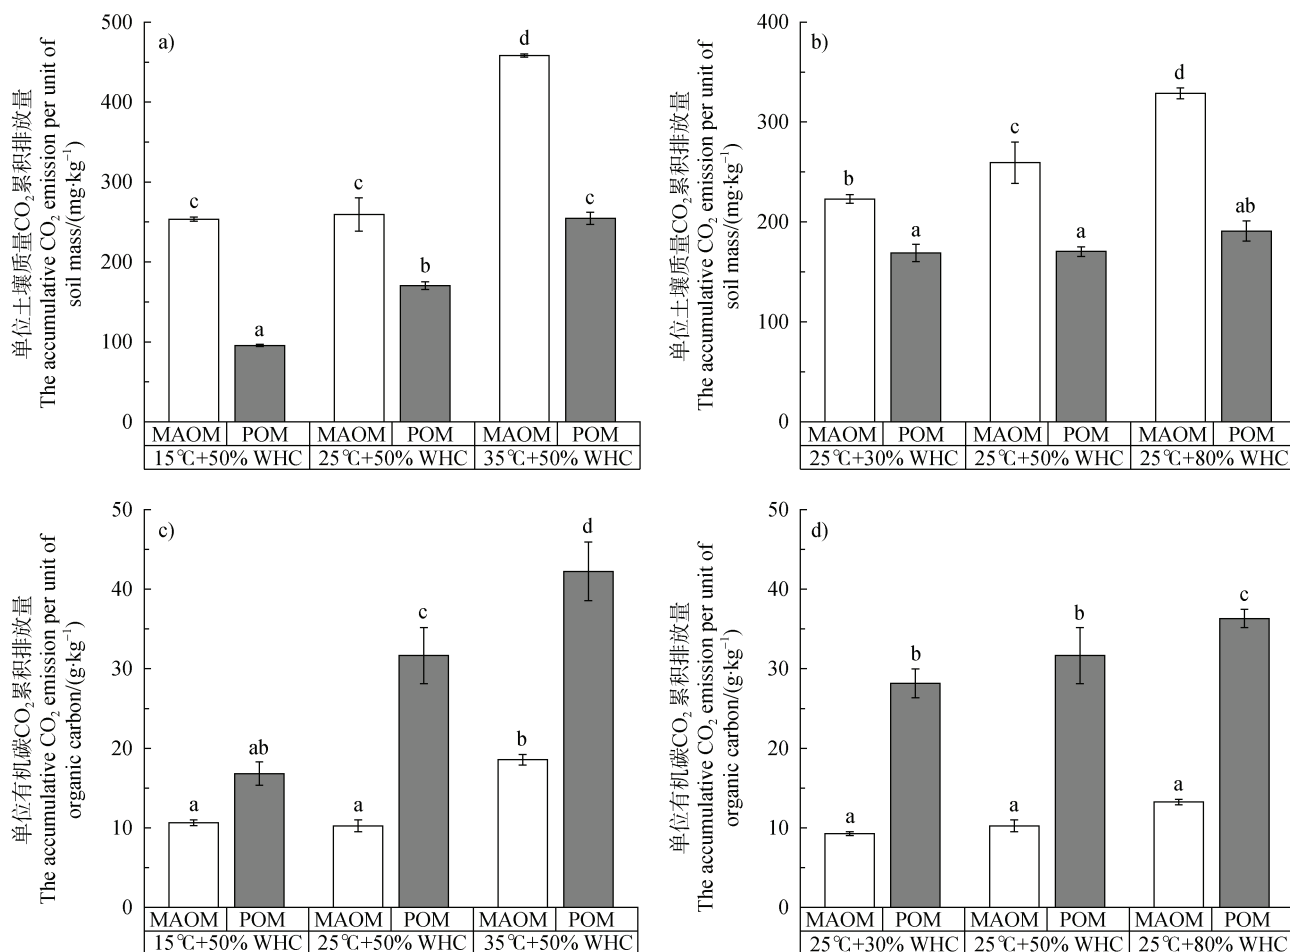 单位土壤质量CO₂累积排放量
The accumulative CO₂ emission per unit of
soil mass/(mg·kg⁻¹)
500
400
300
200
100
0
a)
c
a
c
b
d
c
MAOM POM MAOM POM MAOM POM
15℃+50% WHC 25℃+50% WHC 35℃+50% WHC
单位土壤质量CO₂累积排放量
The accumulative CO₂ emission per unit of
soil mass/(mg·kg⁻¹)
400
300
200
100
0
b)
b
a
c
a
d
ab
MAOM POM MAOM POM MAOM POM
25℃+30% WHC 25℃+50% WHC 25℃+80% WHC
单位有机碳CO₂累积排放量
The accumulative CO₂ emission per unit of
organic carbon/(g·kg⁻¹)
50
40
30
20
10
0
c)
a
ab
a
c
b
d
MAOM POM MAOM POM MAOM POM
15℃+50% WHC 25℃+50% WHC 35℃+50% WHC
单位有机碳CO₂累积排放量
The accumulative CO₂ emission per unit of
organic carbon/(g·kg⁻¹)
50
40
30
20
10
0
d)
a
b
a
b
a
c
MAOM POM MAOM POM MAOM POM
25℃+30% WHC 25℃+50% WHC 25℃+80% WHC